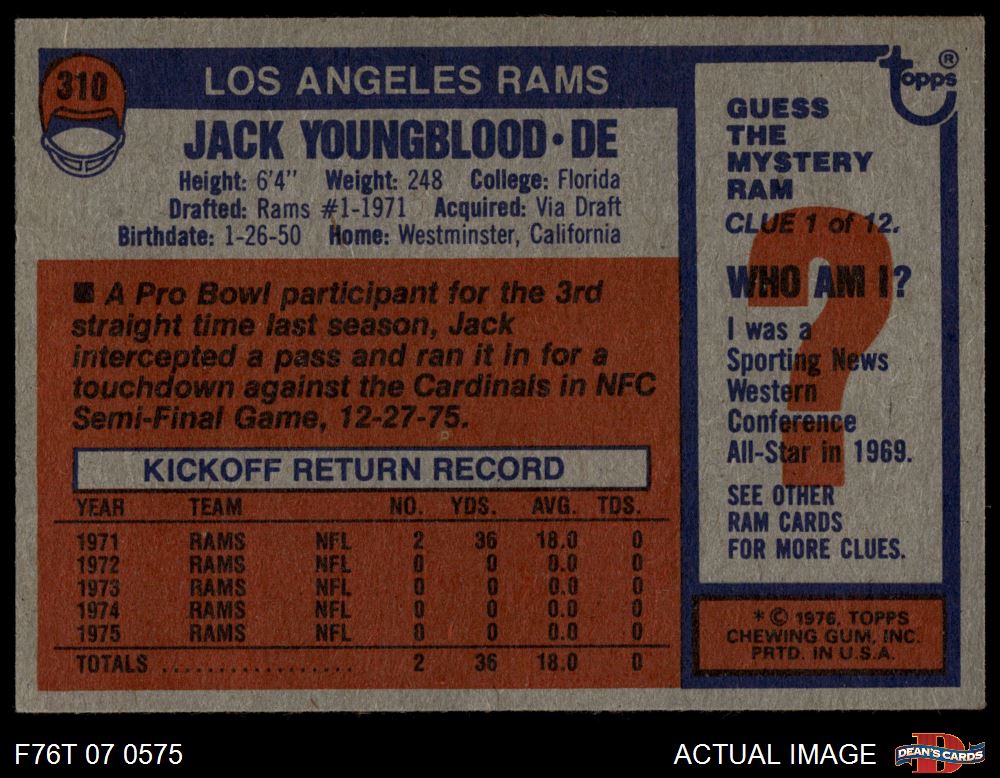 310
LOS ANGELES RAMS
topps®
JACK YOUNGBLOOD • DE
Height: 6'4" Weight: 248 College: Florida
Drafted: Rams #1-1971 Acquired: Via Draft
Birthdate: 1-26-50 Home: Westminster, California
■ A Pro Bowl participant for the 3rd
straight time last season, Jack
intercepted a pass and ran it in for a
touchdown against the Cardinals in NFC
Semi-Final Game, 12-27-75.
KICKOFF RETURN RECORD
YEAR TEAM NO. YDS. AVG. TDS.
1971 RAMS NFL 2 36 18.0 0
1972 RAMS NFL 0 0 0.0 0
1973 RAMS NFL 0 0 0.0 0
1974 RAMS NFL 0 0 0.0 0
1975 RAMS NFL 0 0 0.0 0
TOTALS .................. 2 36 18.0 0
GUESS
THE
MYSTERY
RAM
CLUE 1 of 12.
?
WHO AM I?
I was a
Sporting News
Western
Conference
All-Star in 1969.
SEE OTHER
RAM CARDS
FOR MORE CLUES.
* © 1976, TOPPS
CHEWING GUM, INC.
PRTD. IN U.S.A.
F76T 07 0575
ACTUAL IMAGE
DEAN'S CARDS